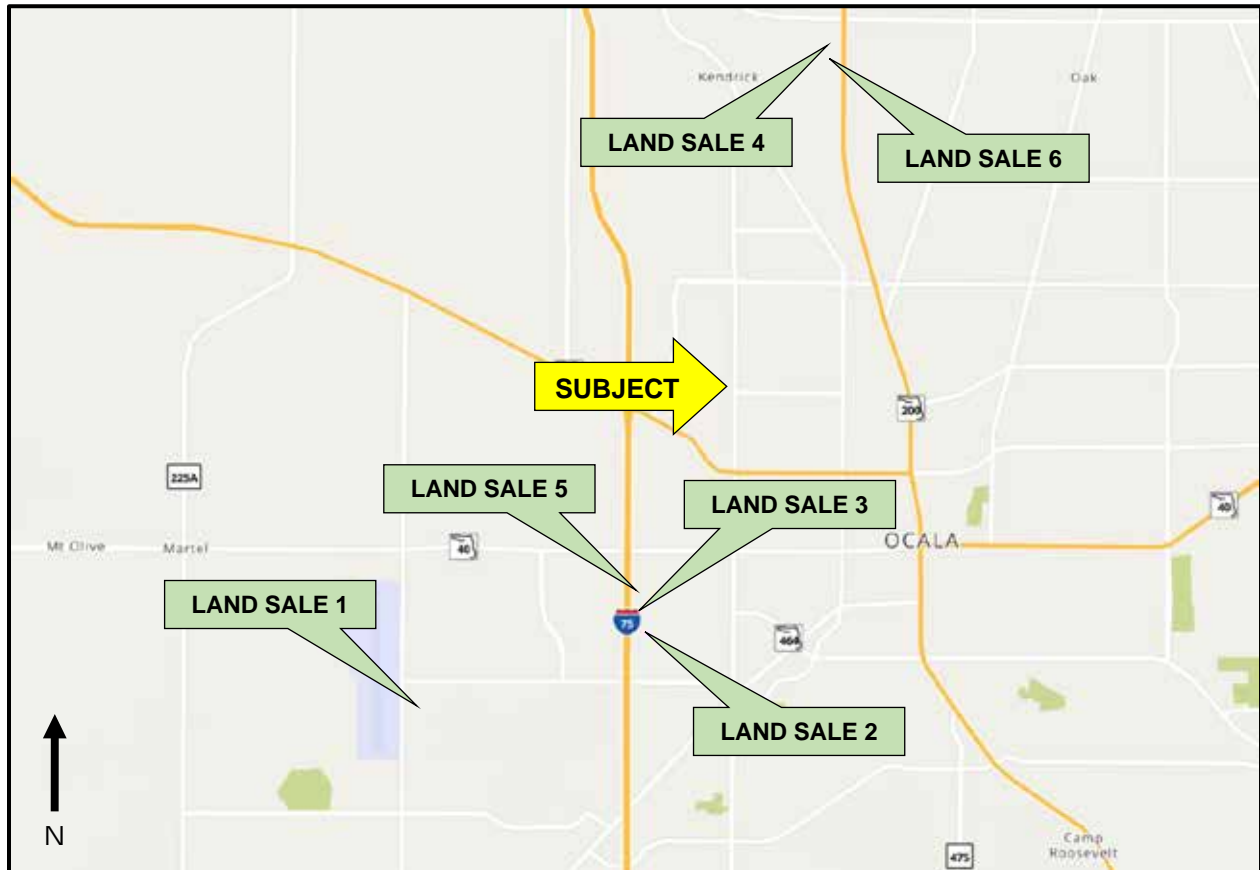 Kendrick
Oak
LAND SALE 4
LAND SALE 6
SUBJECT
200
225A
LAND SALE 5
LAND SALE 3
40
Mt Olive
Martel
40
OCALA
LAND SALE 1
75
464
LAND SALE 2
N
Camp
Roosevelt
475